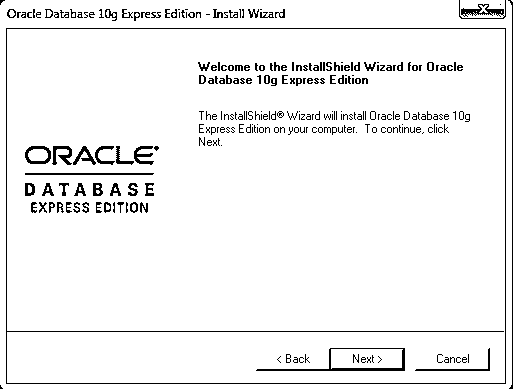 Oracle Database 10g Express Edition - Install Wizard
X
Welcome to the InstallShield Wizard for Oracle
Database 10g Express Edition
The InstallShield® Wizard will install Oracle Database 10g
Express Edition on your computer. To continue, click
Next.
ORACLE
DATABASE
EXPRESS EDITION
< Back
Next >
Cancel